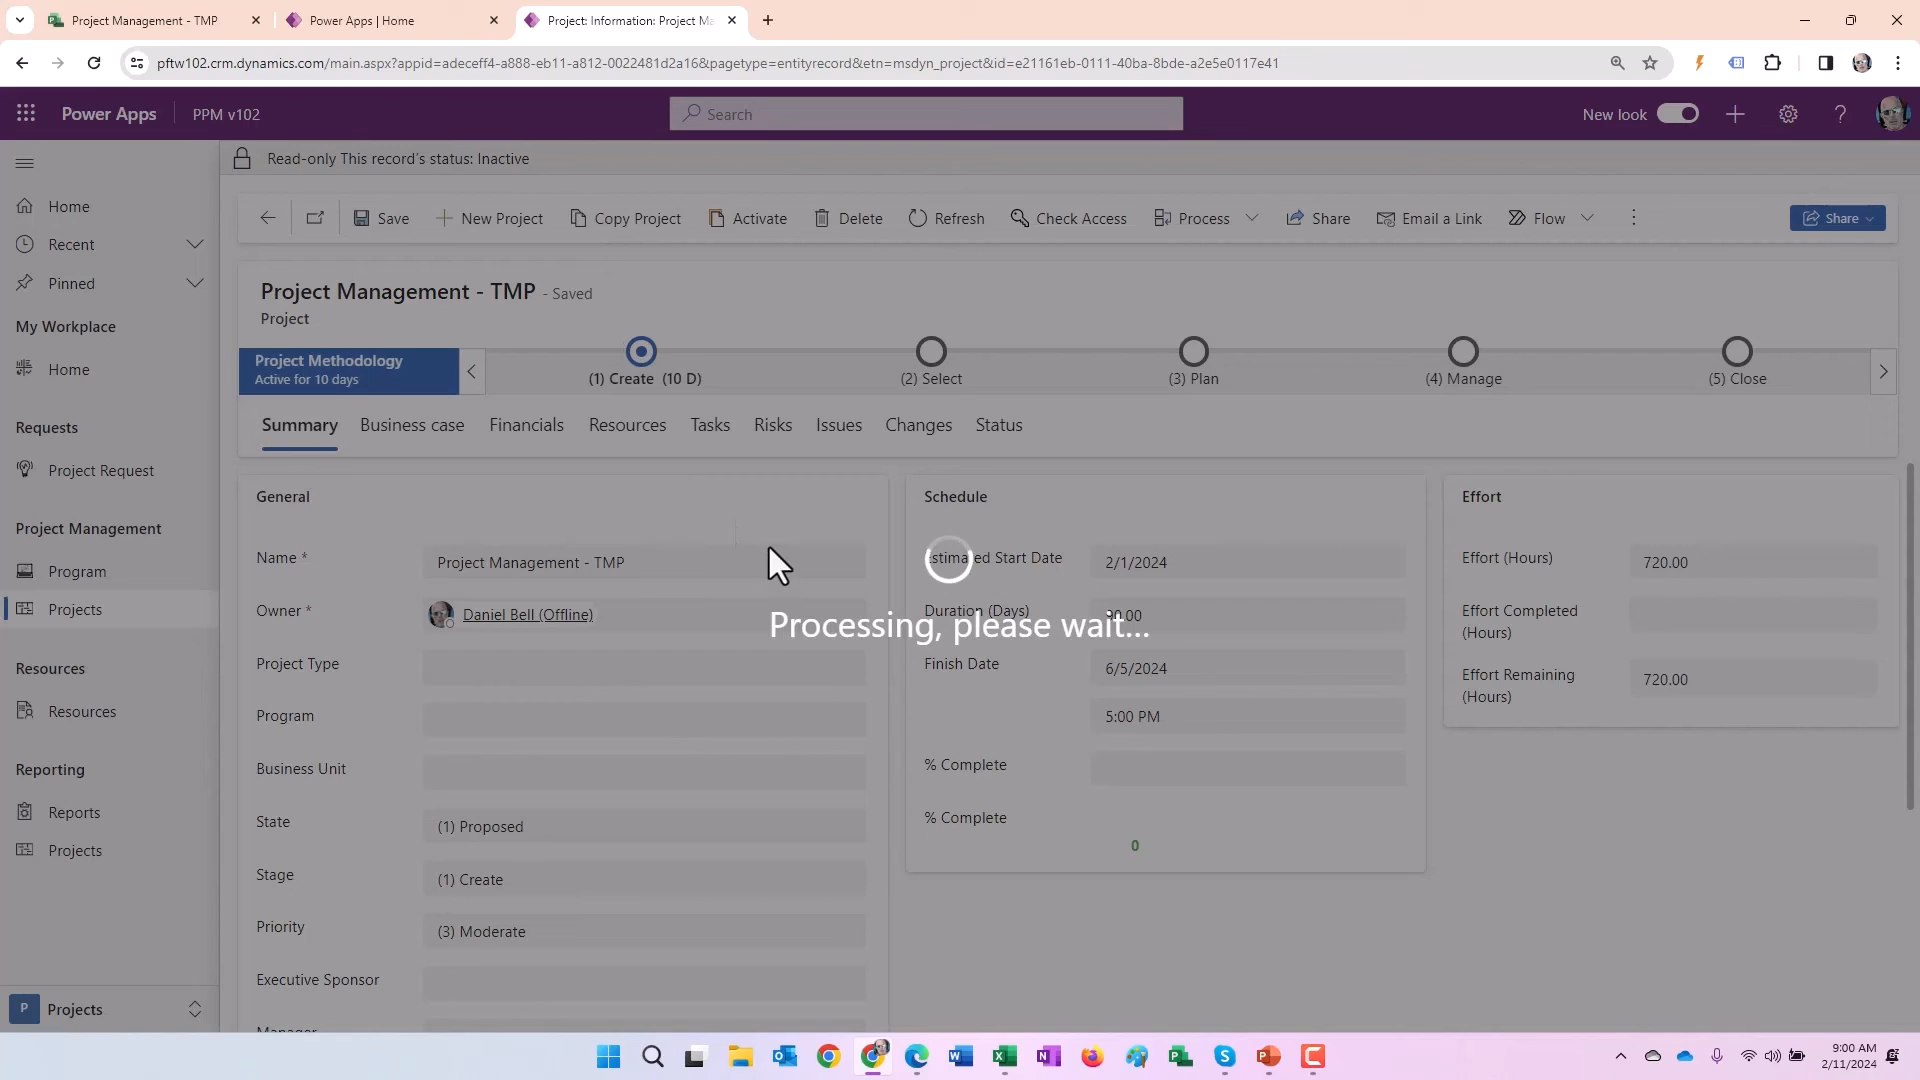 Project Management - TMP
Power Apps | Home
Project: Information: Project Ma
pftw102.crm.dynamics.com/main.aspx?appid=adeceff4-a888-eb11-a812-0022481d2a16&pagetype=entityrecord&etn=msdyn_project&id=e21161eb-0111-40ba-8bde-a2e5e0117e41
Power Apps
PPM v102
Search
New look
Read-only This record's status: Inactive
Home
Recent
Pinned
My Workplace
Home
Requests
Project Request
Project Management
Program
Projects
Resources
Resources
Reporting
Reports
Projects
P Projects
Save
New Project
Copy Project
Activate
Delete
Refresh
Check Access
Process
Share
Email a Link
Flow
Share
Project Management - TMP - Saved
Project
Project Methodology
Active for 10 days
(1) Create (10 D)
(2) Select
(3) Plan
(4) Manage
(5) Close
Summary
Business case
Financials
Resources
Tasks
Risks
Issues
Changes
Status
General
Name *
Project Management - TMP
Owner *
Daniel Bell (Offline)
Project Type
Program
Business Unit
State
(1) Proposed
Stage
(1) Create
Priority
(3) Moderate
Executive Sponsor
Manager
Schedule
Estimated Start Date
2/1/2024
Duration (Days)
90.00
Finish Date
6/5/2024
5:00 PM
% Complete
% Complete
0
Processing, please wait...
Effort
Effort (Hours)
720.00
Effort Completed
(Hours)
Effort Remaining
(Hours)
720.00
9:00 AM
2/11/2024